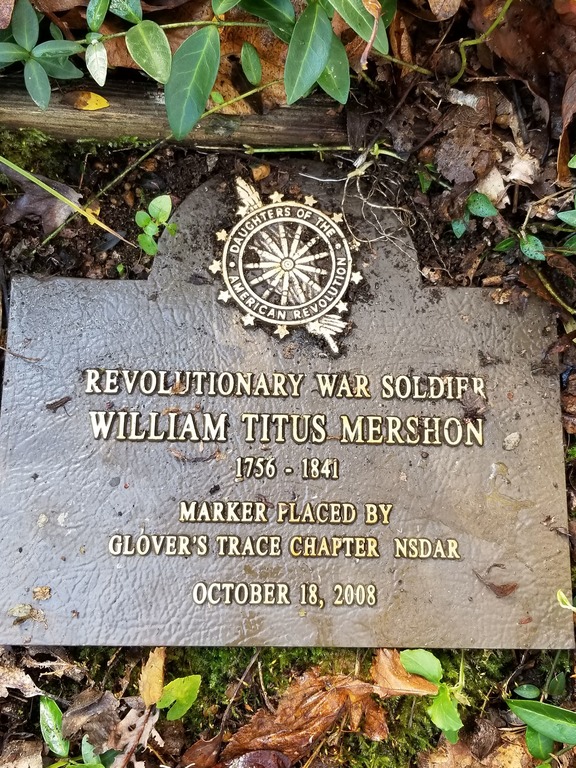 DAUGHTERS OF THE
AMERICAN REVOLUTION
REVOLUTIONARY WAR SOLDIER
WILLIAM TITUS MERSHON
1756 - 1841
MARKER PLACED BY
GLOVER'S TRACE CHAPTER NSDAR
OCTOBER 18, 2008